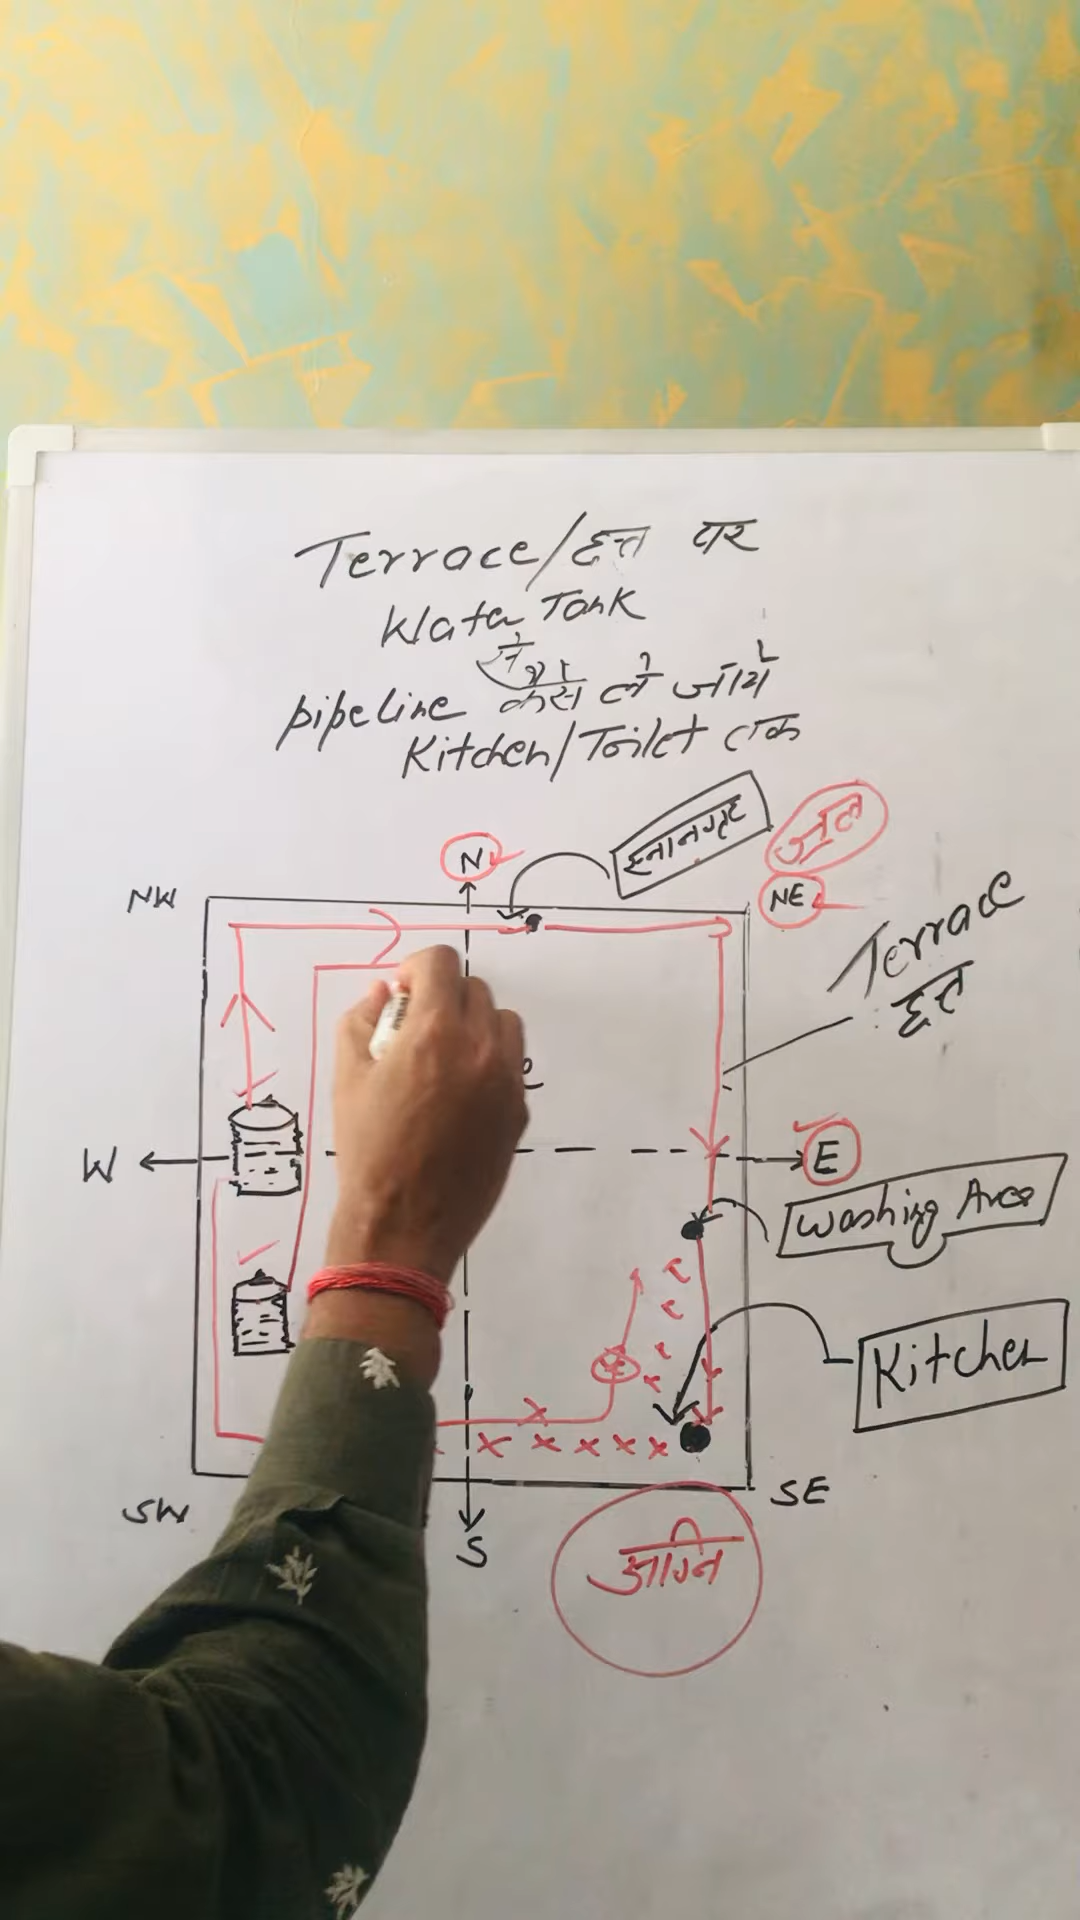 Terrace/छत पर
Water Tank
से
pipeline कैसे ले जायें
Kitchen/Toilet तक
स्नानगृह
जल
N
NW
NE
Terrace
छत
W
E
Washing Area
Kitchen
SW
SE
S
अग्नि